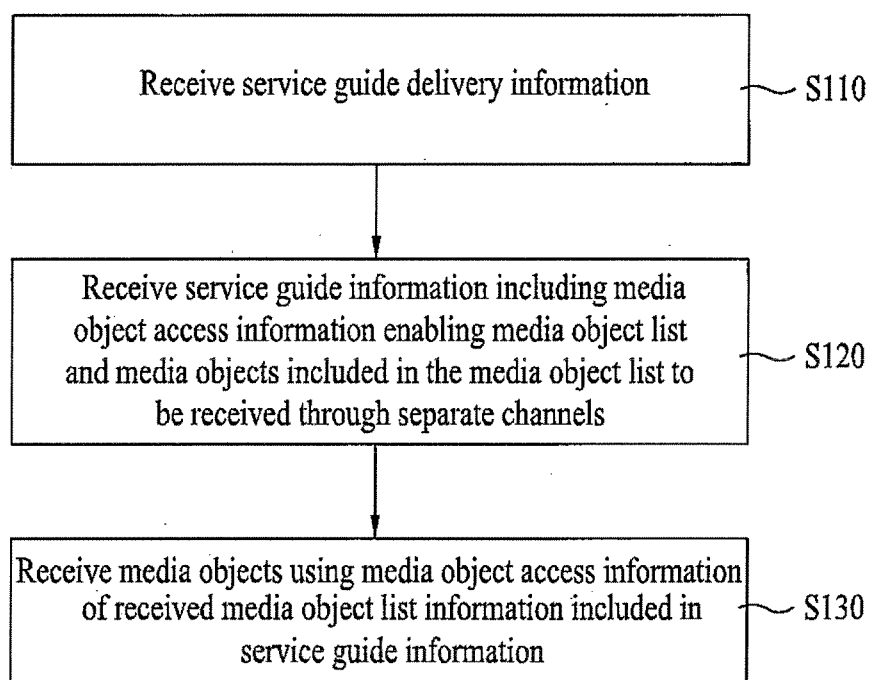 Receive service guide delivery information
S110
Receive service guide information including media
object access information enabling media object list
and media objects included in the media object list to
be received through separate channels
S120
Receive media objects using media object access information
of received media object list information included in
service guide information
S130